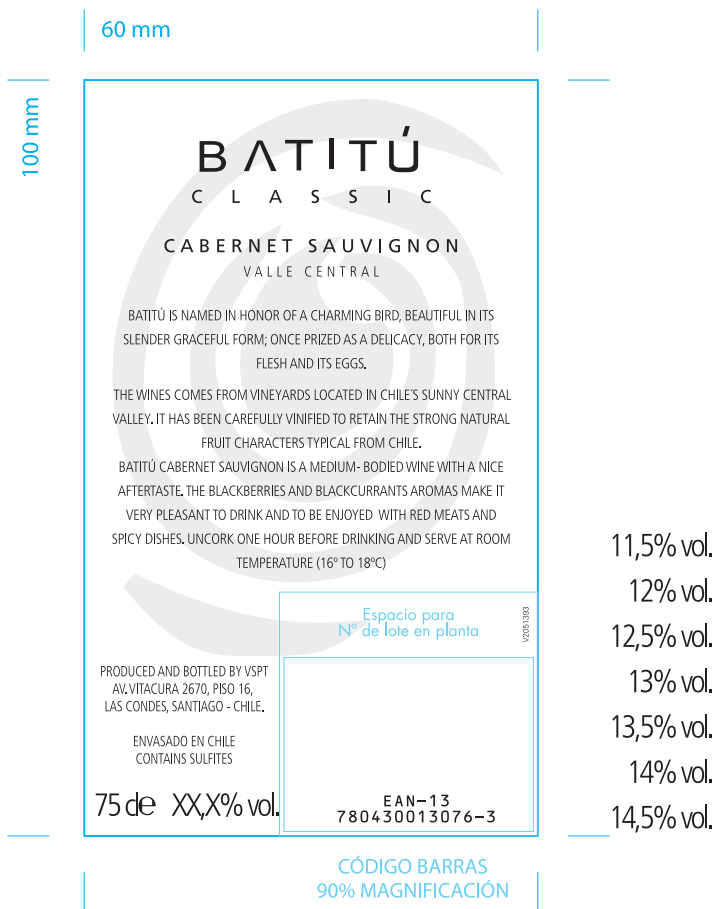 60 mm
100 mm
BATITÚ
CLASSIC
CABERNET SAUVIGNON
VALLE CENTRAL
BATITÚ IS NAMED IN HONOR OF A CHARMING BIRD, BEAUTIFUL IN ITS
SLENDER GRACEFUL FORM; ONCE PRIZED AS A DELICACY, BOTH FOR ITS
FLESH AND ITS EGGS.
THE WINES COMES FROM VINEYARDS LOCATED IN CHILE´S SUNNY CENTRAL
VALLEY. IT HAS BEEN CAREFULLY VINIFIED TO RETAIN THE STRONG NATURAL
FRUIT CHARACTERS TYPICAL FROM CHILE.
BATITÚ CABERNET SAUVIGNON IS A MEDIUM- BODIED WINE WITH A NICE
AFTERTASTE. THE BLACKBERRIES AND BLACKCURRANTS AROMAS MAKE IT
VERY PLEASANT TO DRINK AND TO BE ENJOYED WITH RED MEATS AND
SPICY DISHES. UNCORK ONE HOUR BEFORE DRINKING AND SERVE AT ROOM
TEMPERATURE (16º TO 18ºC)
Espacio para
Nº de lote en planta
V2051393
PRODUCED AND BOTTLED BY VSPT
AV. VITACURA 2670, PISO 16,
LAS CONDES, SANTIAGO - CHILE.
ENVASADO EN CHILE
CONTAINS SULFITES
75 cl e XX,X% vol.
EAN-13
780430013076-3
11,5% vol.
12% vol.
12,5% vol.
13% vol.
13,5% vol.
14% vol.
14,5% vol.
CÓDIGO BARRAS
90% MAGNIFICACIÓN